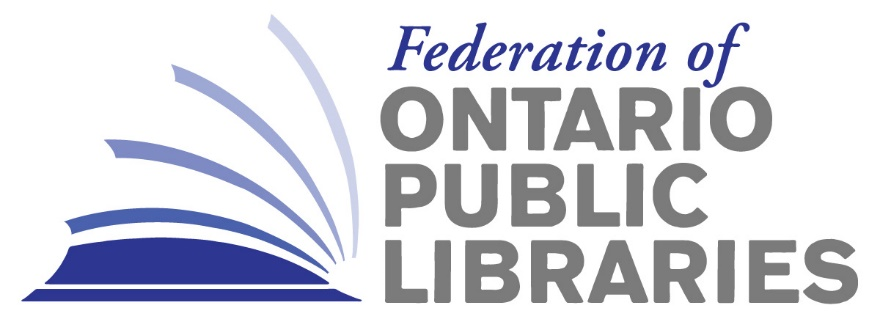 Federation of
ONTARIO
PUBLIC
LIBRARIES